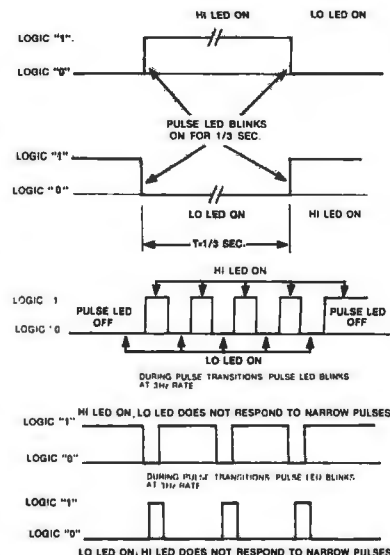 HI LED ON LO LED ON
LOGIC "1"
LOGIC "0"
PULSE LED BLINKS
ON FOR 1/3 SEC.
LOGIC "1"
LOGIC "0"
LO LED ON HI LED ON
T=1/3 SEC.
HI LED ON
LOGIC 1
PULSE LED
OFF
PULSE LED
OFF
LOGIC 0
LO LED ON
DURING PULSE TRANSITIONS PULSE LED BLINKS
AT 3Hz RATE
HI LED ON, LO LED DOES NOT RESPOND TO NARROW PULSES
LOGIC "1"
LOGIC "0"
DURING PULSE TRANSITIONS PULSE LED BLINKS
AT 3Hz RATE
LOGIC "1"
LOGIC "0"
LO LED ON, HI LED DOES NOT RESPOND TO NARROW PULSES